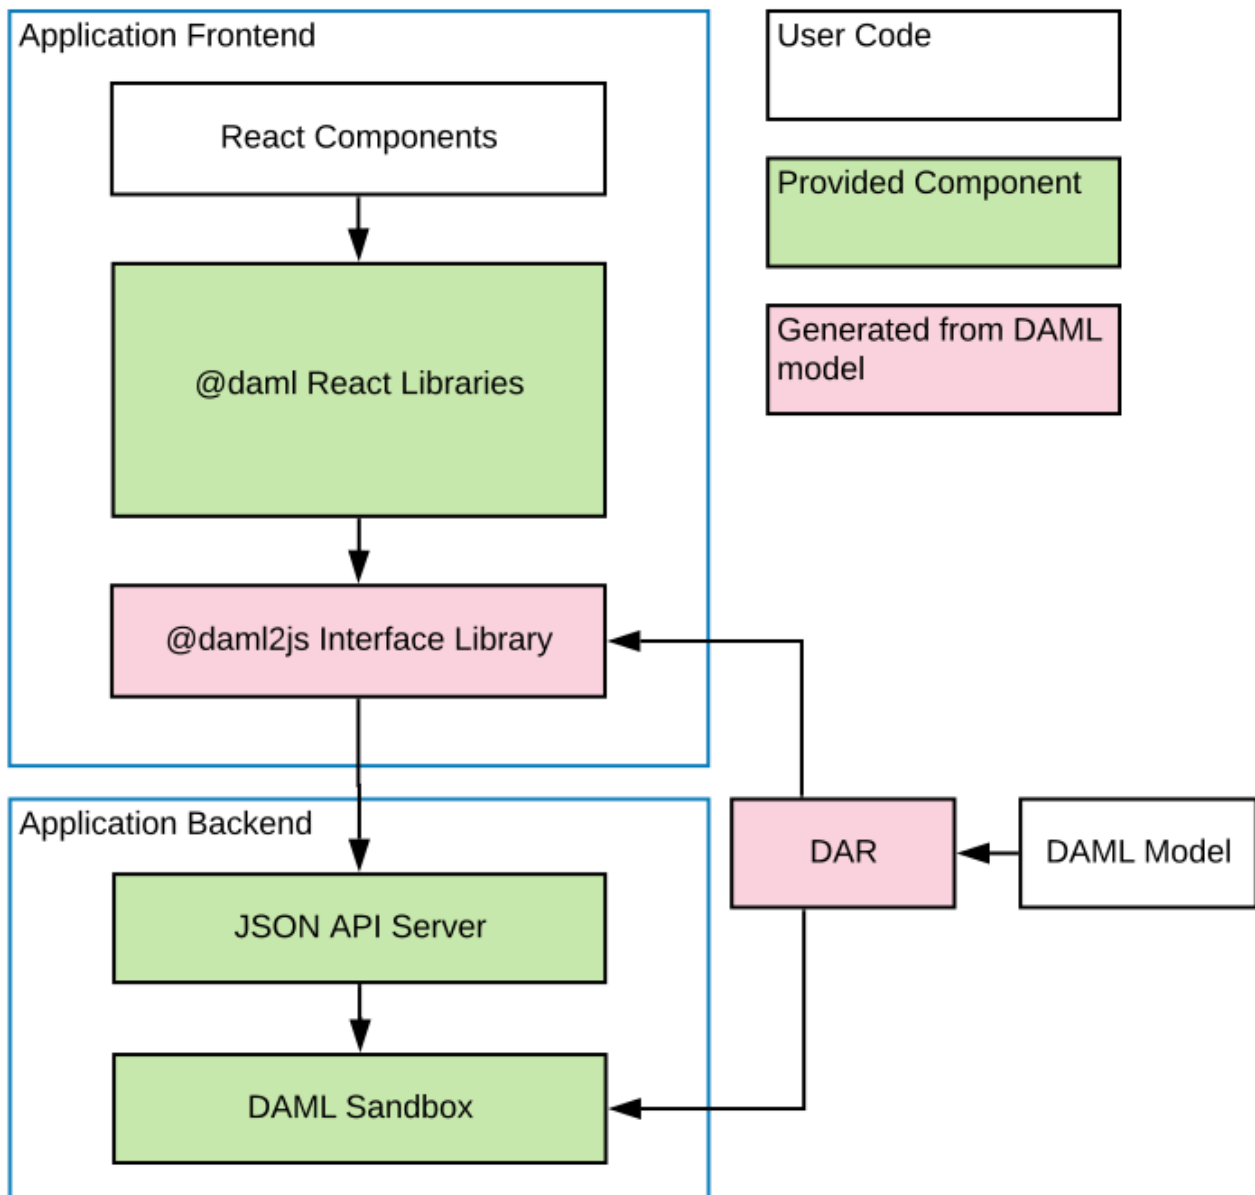 Application Frontend
User Code
React Components
Provided Component
Generated from DAML
model
@daml React Libraries
@daml2js Interface Library
Application Backend
DAR
DAML Model
JSON API Server
DAML Sandbox